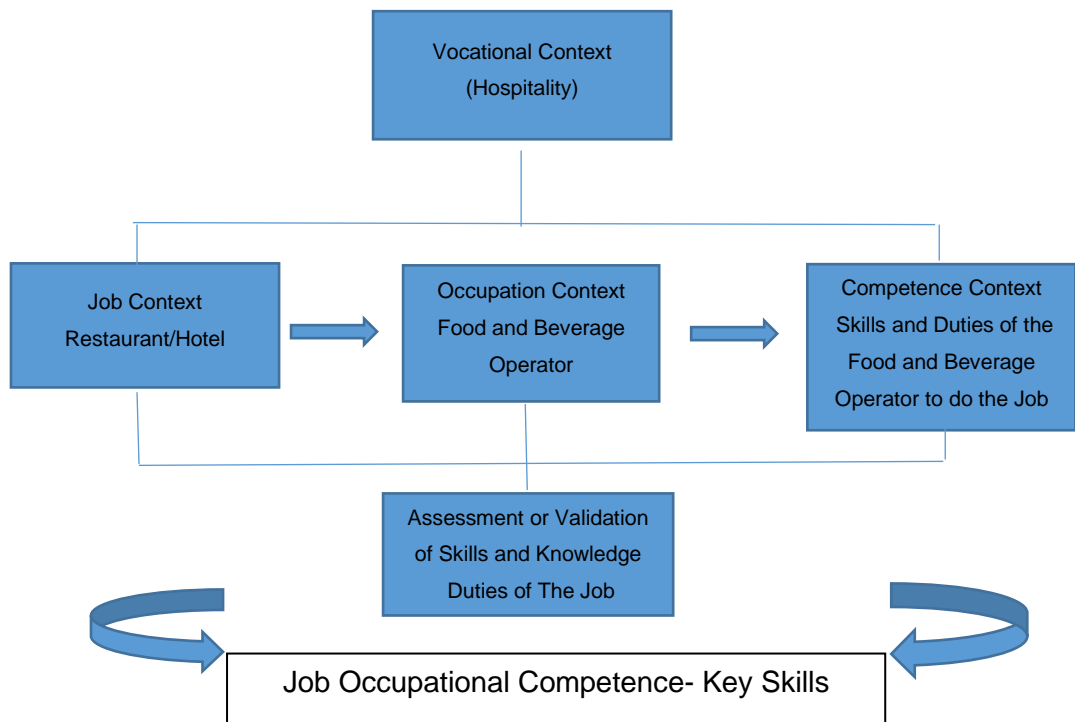 Vocational Context
(Hospitality)
Job Context
Restaurant/Hotel
Occupation Context
Food and Beverage
Operator
Competence Context
Skills and Duties of the
Food and Beverage
Operator to do the Job
Assessment or Validation
of Skills and Knowledge
Duties of The Job
Job Occupational Competence- Key Skills